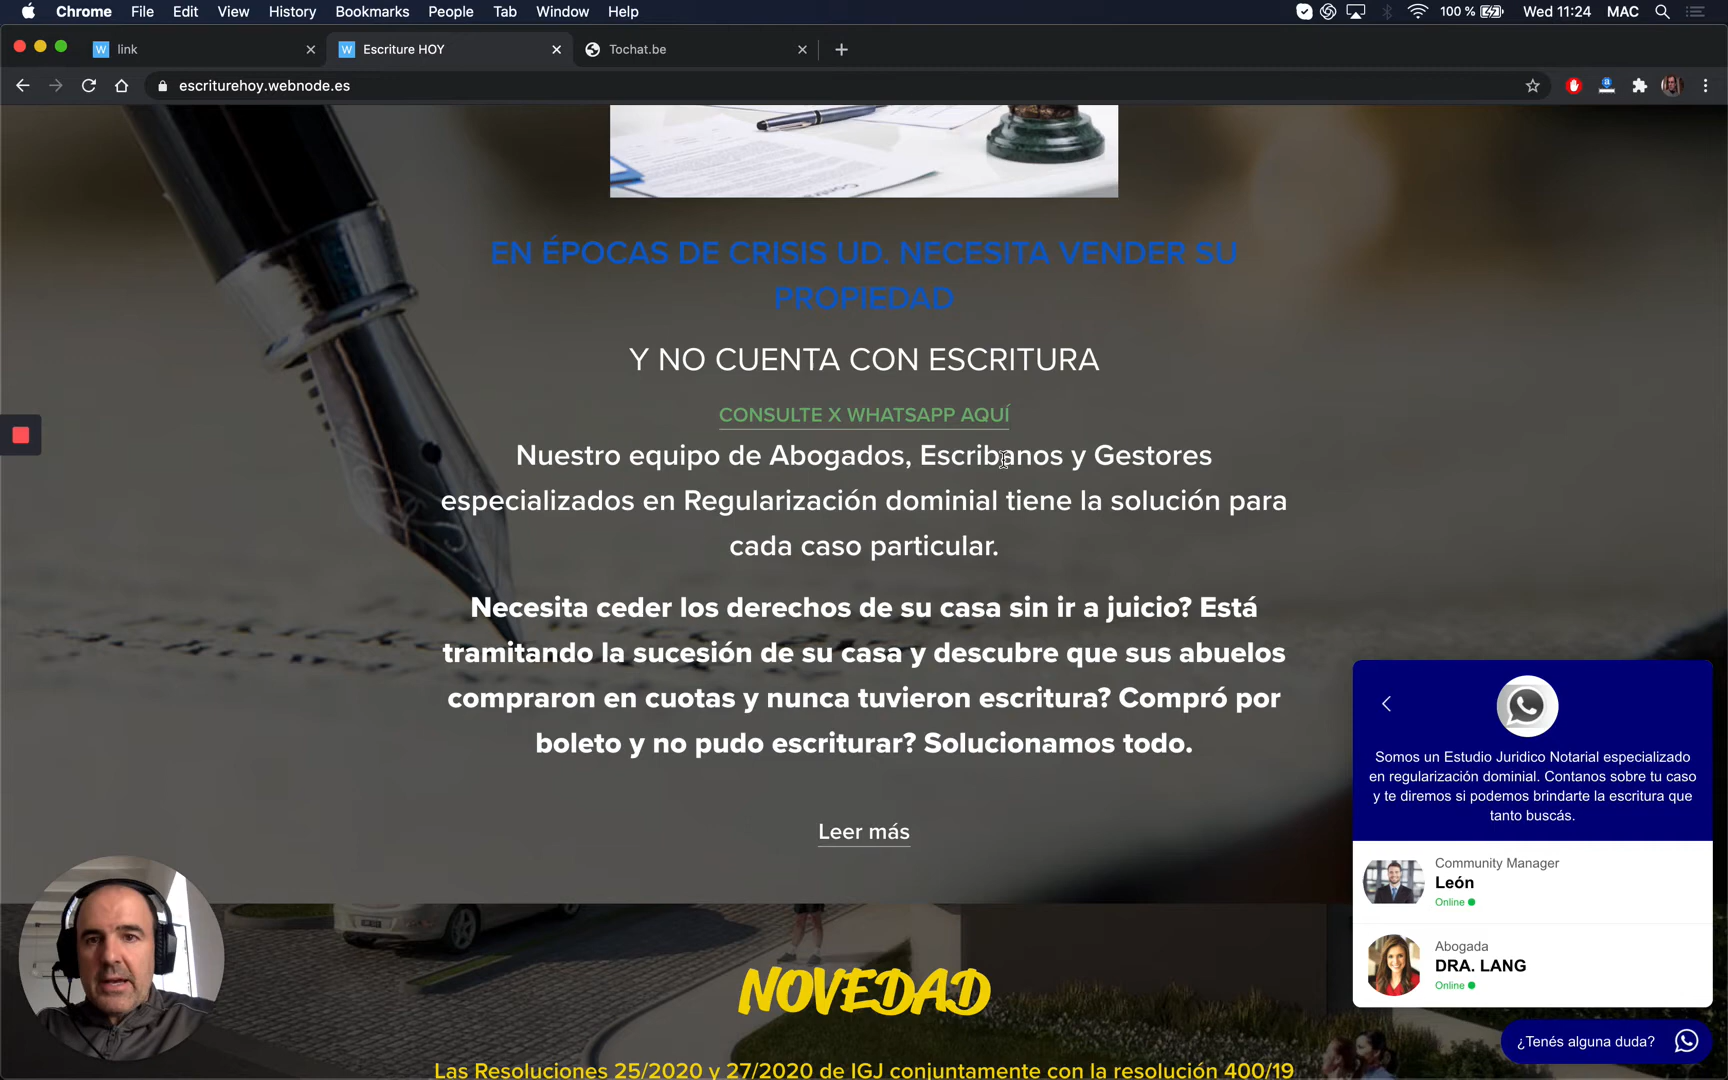 Chrome File Edit View History Bookmarks People Tab Window Help 100 % Wed 11:24 MAC
link Escriture HOY Tochat.be
escriturehoy.webnode.es
EN ÉPOCAS DE CRISIS UD. NECESITA VENDER SU
PROPIEDAD
Y NO CUENTA CON ESCRITURA
CONSULTE X WHATSAPP AQUÍ
Nuestro equipo de Abogados, Escribanos y Gestores
especializados en Regularización dominial tiene la solución para
cada caso particular.
Necesita ceder los derechos de su casa sin ir a juicio? Está
tramitando la sucesión de su casa y descubre que sus abuelos
compraron en cuotas y nunca tuvieron escritura? Compró por
boleto y no pudo escriturar? Solucionamos todo.
Leer más
NOVEDAD
Las Resoluciones 25/2020 y 27/2020 de IGJ conjuntamente con la resolución 400/19
Somos un Estudio Juridico Notarial especializado
en regularización dominial. Contanos sobre tu caso
y te diremos si podemos brindarte la escritura que
tanto buscás.
Community Manager
León
Online
Abogada
DRA. LANG
Online
¿Tenés alguna duda?